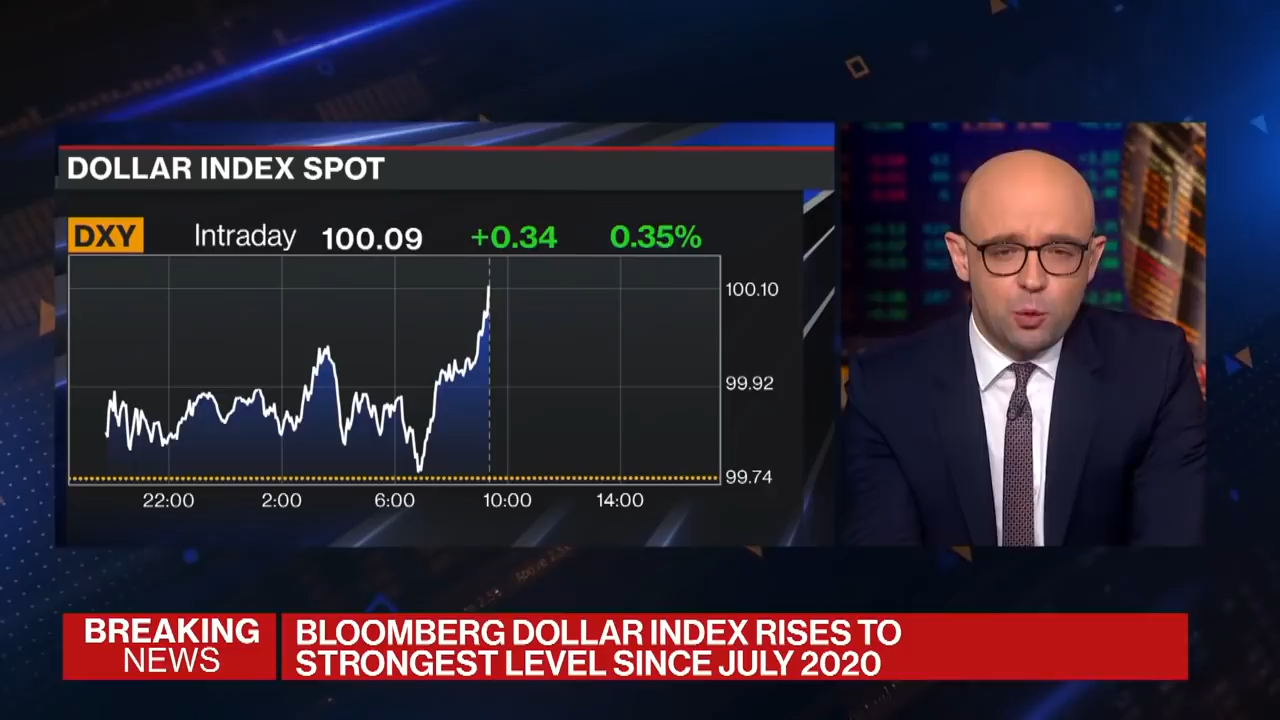 DOLLAR INDEX SPOT
DXY Intraday 100.09 +0.34 0.35%
100.10
99.92
99.74
22:00 2:00 6:00 10:00 14:00
BREAKING
NEWS
BLOOMBERG DOLLAR INDEX RISES TO
STRONGEST LEVEL SINCE JULY 2020